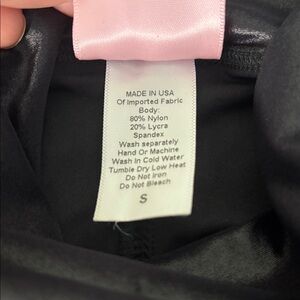 MADE IN USA
Of Imported Fabric
Body:
80% Nylon
20% Lycra
Spandex
Wash separately
Hand Or Machine
Wash In Cold Water
Tumble Dry Low Heat
Do Not Iron
Do Not Bleach
S